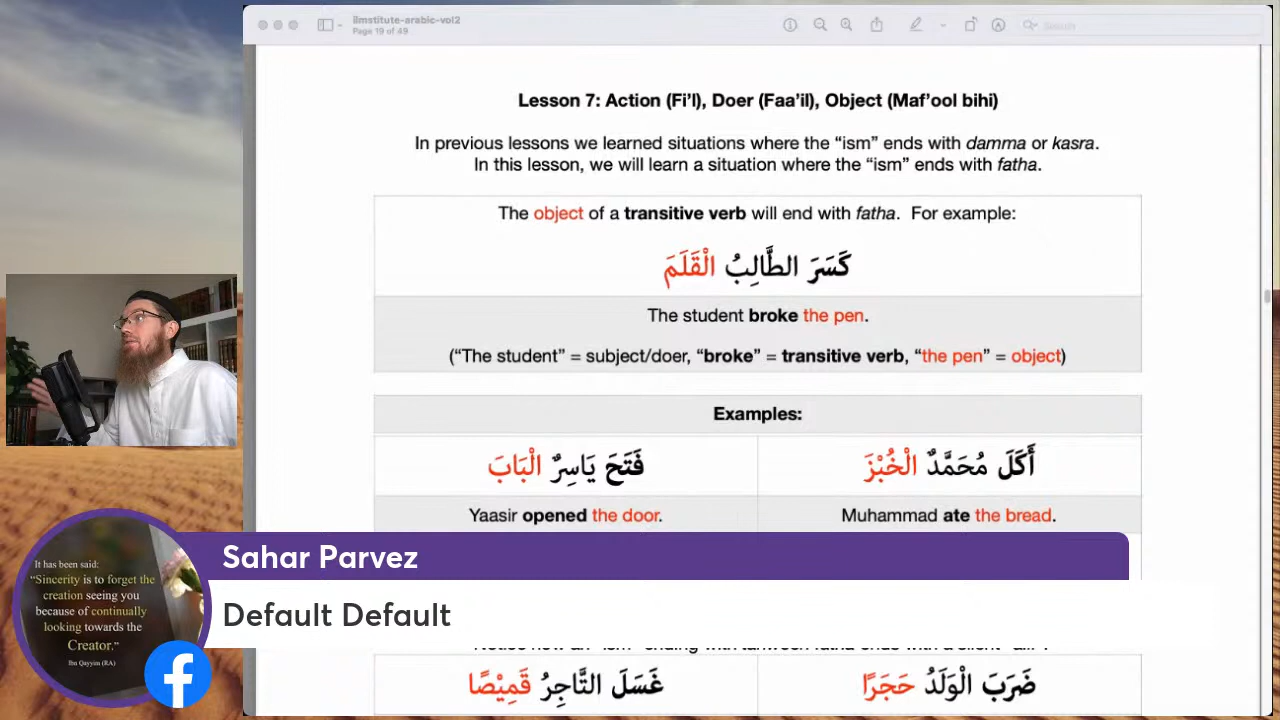 ilmstitute-arabic-vol2
Page 19 of 49
Search
Lesson 7: Action (Fi’l), Doer (Faa’il), Object (Maf’ool bihi)
In previous lessons we learned situations where the “ism” ends with damma or kasra.
In this lesson, we will learn a situation where the “ism” ends with fatha.
The object of a transitive verb will end with fatha. For example:
كَسَرَ الطَّالِبُ الْقَلَمَ
The student broke the pen.
(“The student” = subject/doer, “broke” = transitive verb, “the pen” = object)
Examples:
أَكَلَ مُحَمَّدٌ الْخُبْزَ
فَتَحَ يَاسِرٌ الْبَابَ
Muhammad ate the bread.
Yaasir opened the door.
Sahar Parvez
Default Default
It has been said:
“Sincerity is to forget the
creation seeing you
because of continually
looking towards the
Creator.”
Ibn Qayyim (RA)
ضَرَبَ الْوَلَدُ حَجَرًا
غَسَلَ التَّاجِرُ قَمِيْصًا